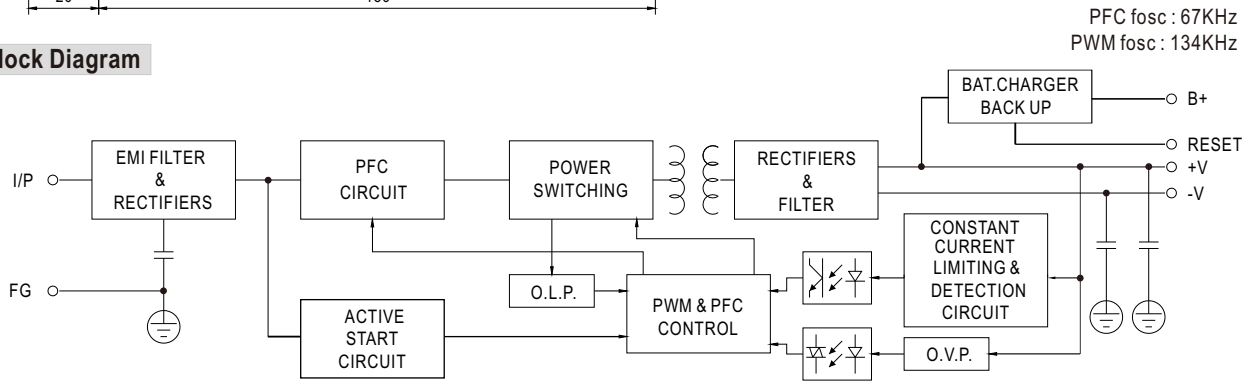 PFC fosc : 67KHz
PWM fosc : 134KHz
lock Diagram
BAT.CHARGER
BACK UP
B+
RESET
+V
-V
I/P
EMI FILTER
&
RECTIFIERS
PFC
CIRCUIT
POWER
SWITCHING
RECTIFIERS
&
FILTER
FG
O.L.P.
PWM & PFC
CONTROL
CONSTANT
CURRENT
LIMITING &
DETECTION
CIRCUIT
ACTIVE
START
CIRCUIT
O.V.P.